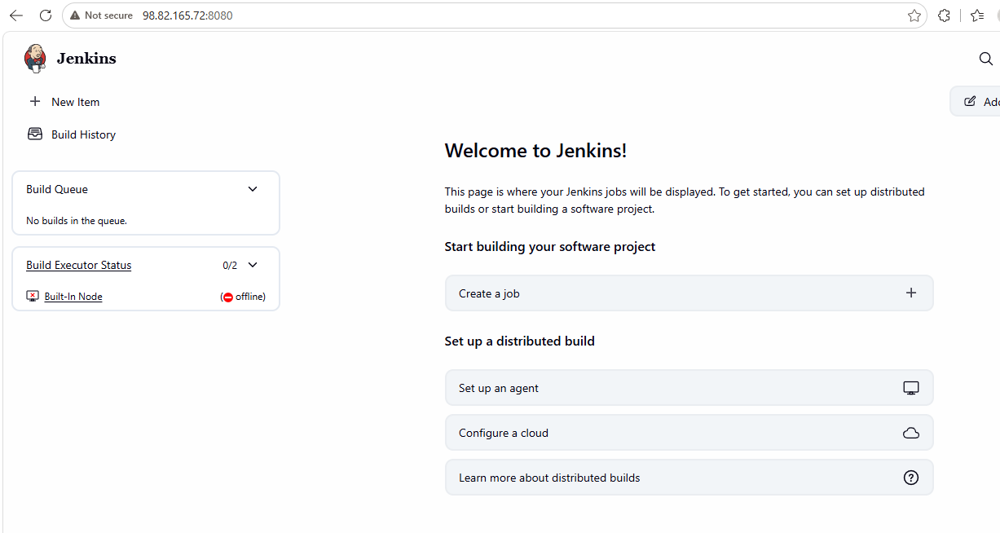 Not secure 98.82.165.72:8080
Jenkins
New Item
Build History
Build Queue
No builds in the queue.
Build Executor Status 0/2
Built-In Node (offline)
Add
Welcome to Jenkins!
This page is where your Jenkins jobs will be displayed. To get started, you can set up distributed
builds or start building a software project.
Start building your software project
Create a job
Set up a distributed build
Set up an agent
Configure a cloud
Learn more about distributed builds